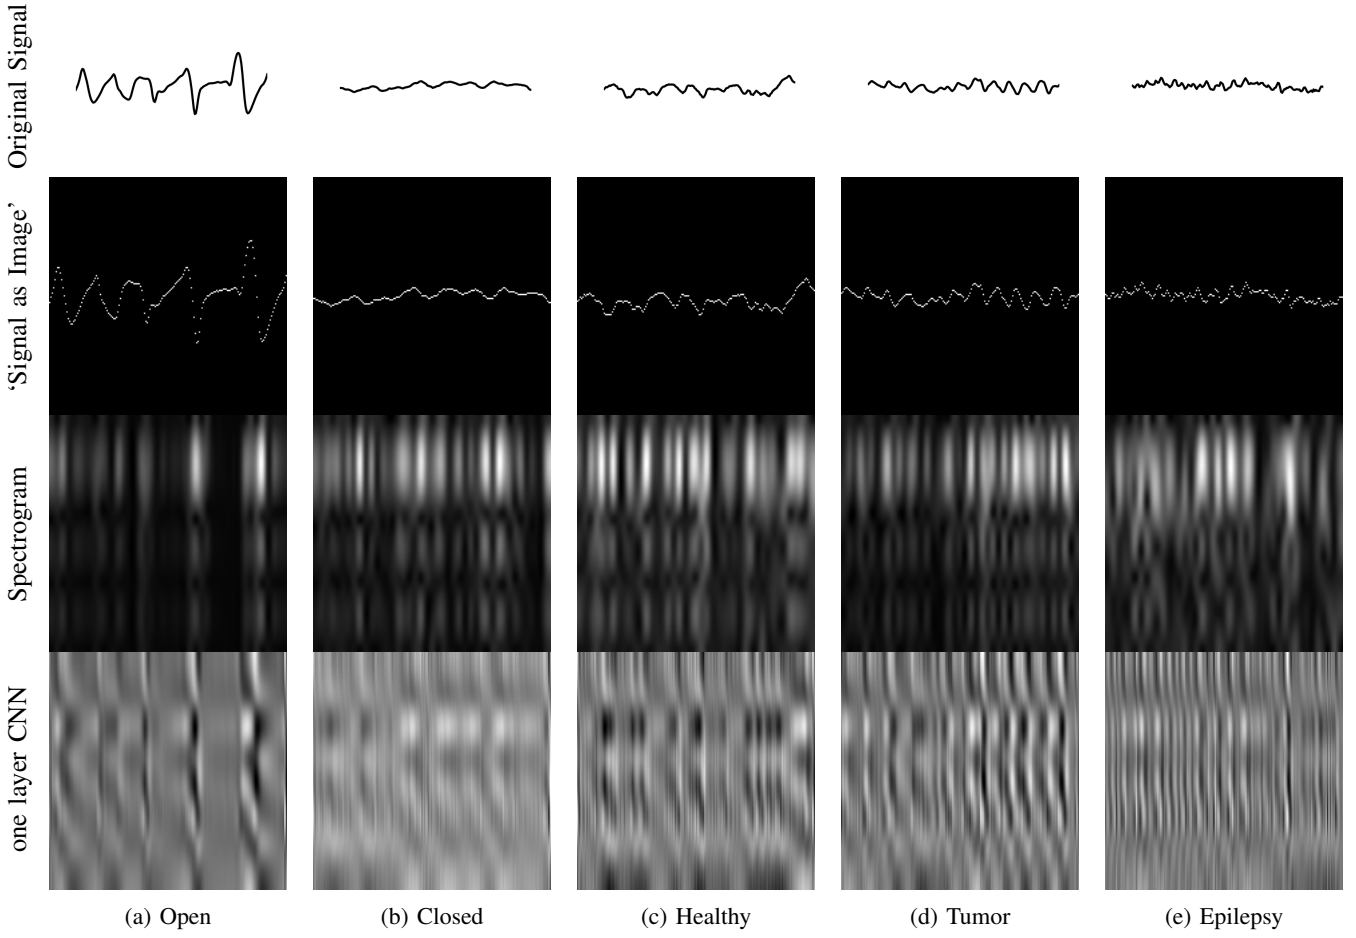 Original Signal
‘Signal as Image’
Spectrogram
one layer CNN
(a) Open
(b) Closed
(c) Healthy
(d) Tumor
(e) Epilepsy